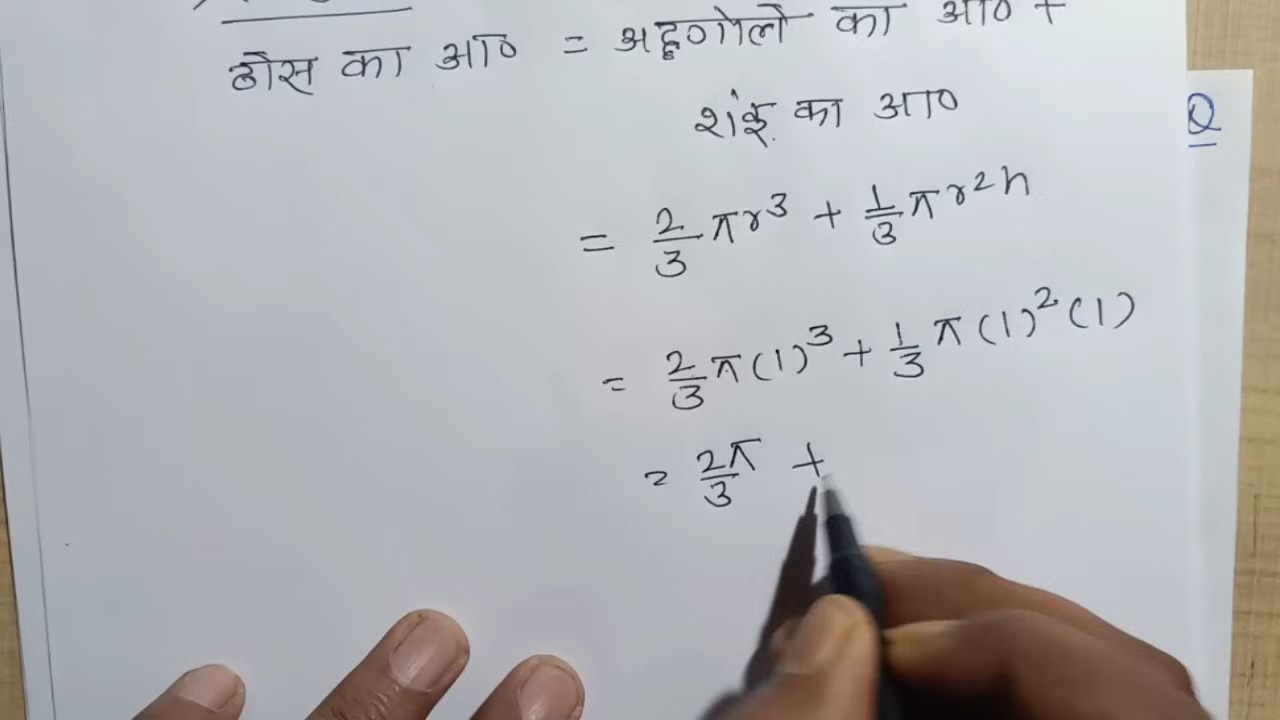 ठोस का आ० = अद्धगोले का आ० +
शंकु का आ० Q
= 2/3 πr³ + 1/3 πr²h
= 2/3 π(1)³ + 1/3 π(1)²(1)
= 2π/3 +